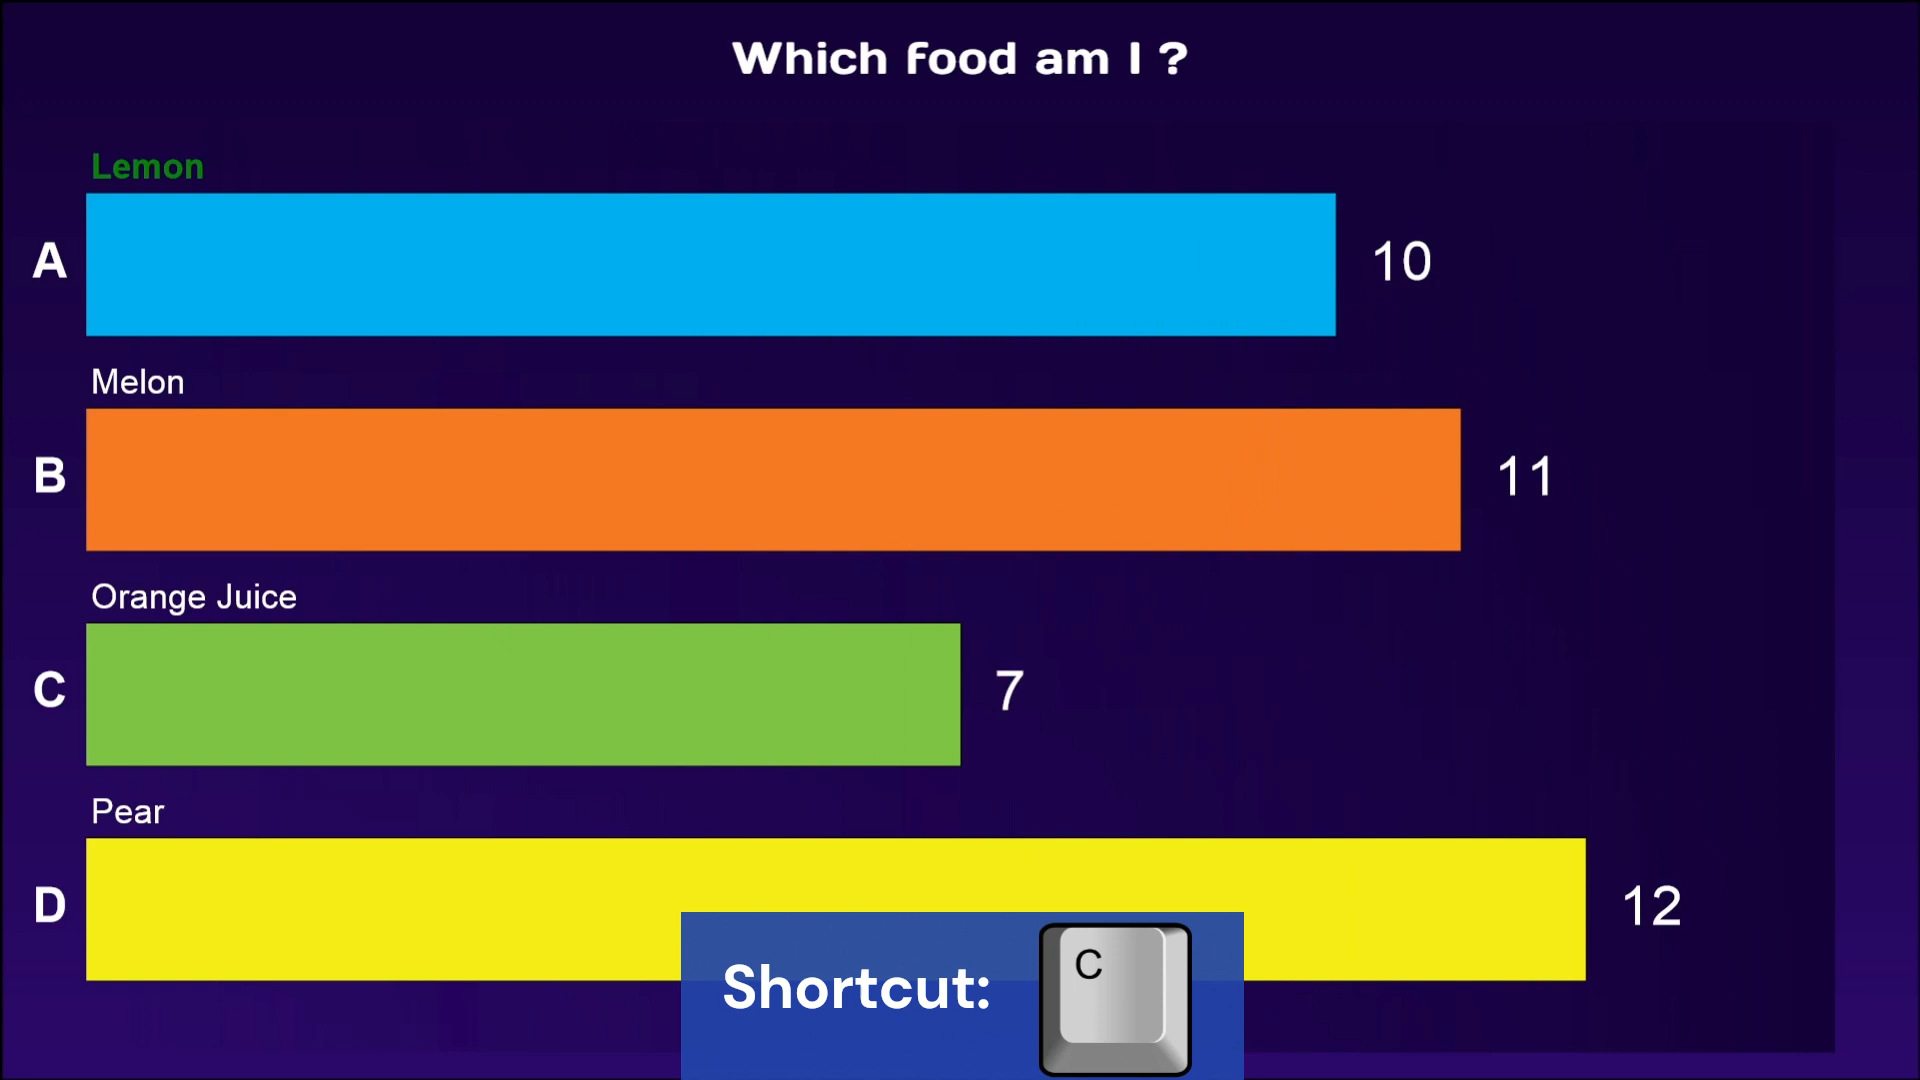 Which food am I ?
Lemon
A
10
Melon
B
11
Orange Juice
C
7
Pear
D
12
Shortcut:
C